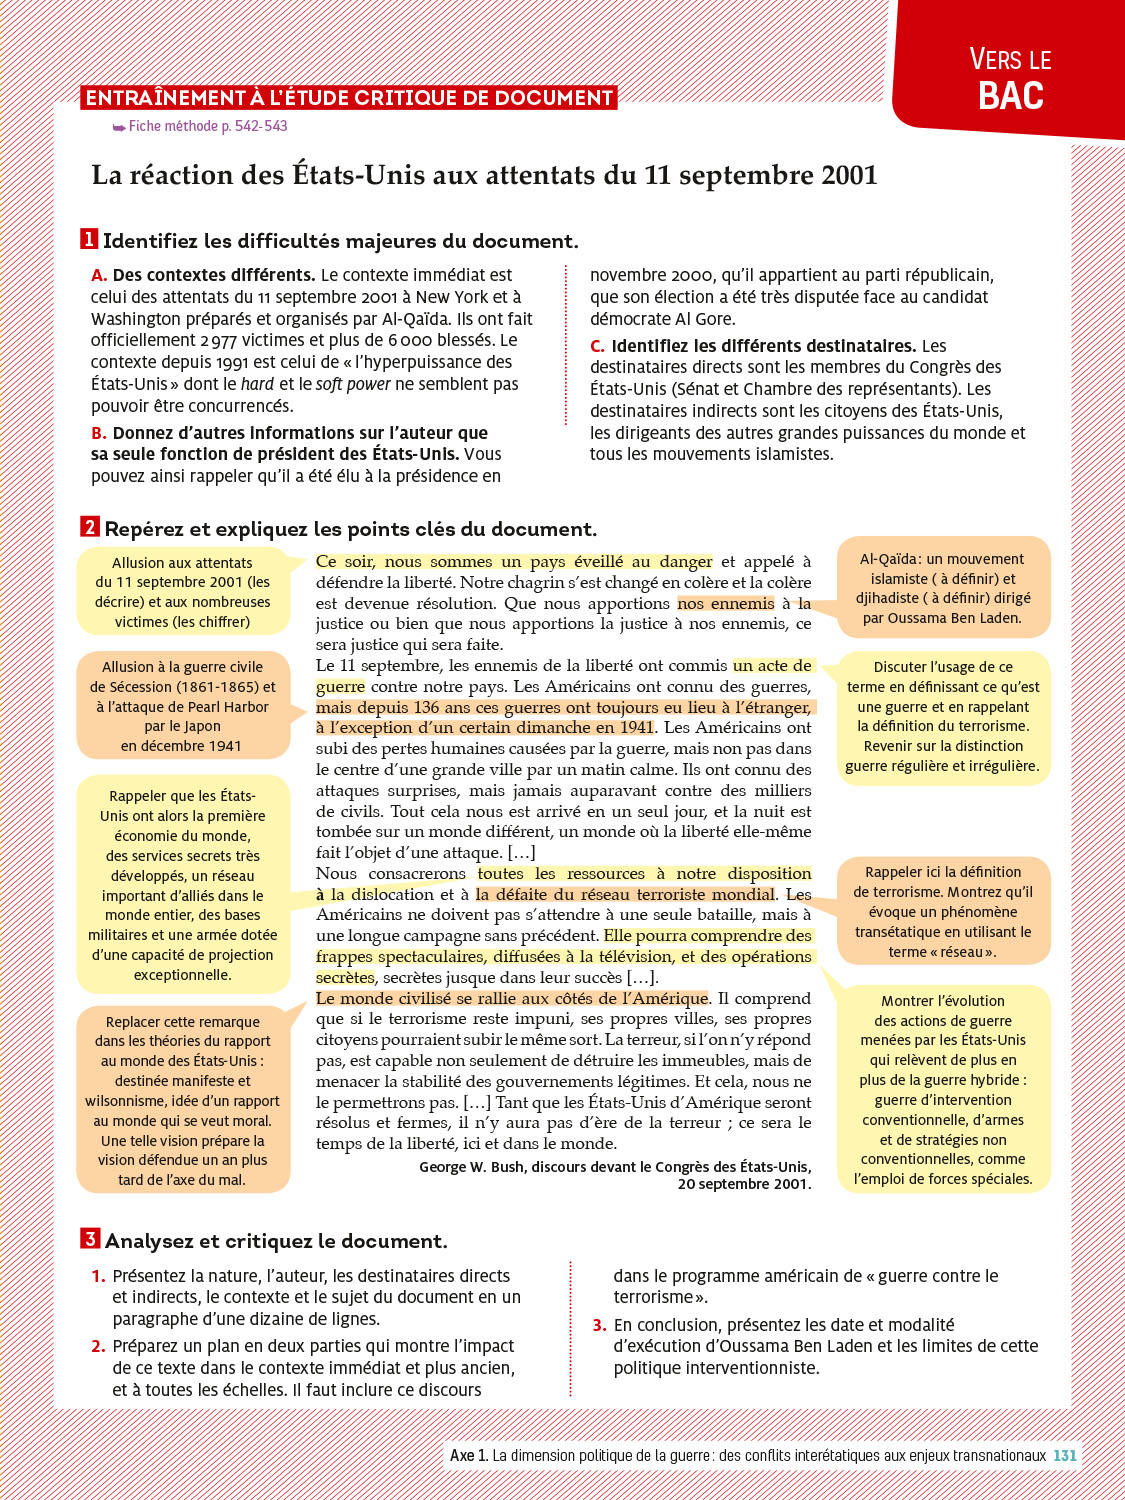 VERS LE
BAC
ENTRAÎNEMENT À L'ÉTUDE CRITIQUE DE DOCUMENT
➥ Fiche méthode p. 542-543
La réaction des États-Unis aux attentats du 11 septembre 2001
1 Identifiez les difficultés majeures du document.
A. Des contextes différents. Le contexte immédiat est
celui des attentats du 11 septembre 2001 à New York et à
Washington préparés et organisés par Al-Qaïda. Ils ont fait
officiellement 2 977 victimes et plus de 6 000 blessés. Le
contexte depuis 1991 est celui de « l'hyperpuissance des
États-Unis » dont le hard et le soft power ne semblent pas
pouvoir être concurrencés.
B. Donnez d'autres informations sur l'auteur que
sa seule fonction de président des États-Unis. Vous
pouvez ainsi rappeler qu'il a été élu à la présidence en
novembre 2000, qu'il appartient au parti républicain,
que son élection a été très disputée face au candidat
démocrate Al Gore.
C. Identifiez les différents destinataires. Les
destinataires directs sont les membres du Congrès des
États-Unis (Sénat et Chambre des représentants). Les
destinataires indirects sont les citoyens des États-Unis,
les dirigeants des autres grandes puissances du monde et
tous les mouvements islamistes.
2 Repérez et expliquez les points clés du document.
Allusion aux attentats
du 11 septembre 2001 (les
décrire) et aux nombreuses
victimes (les chiffrer)
Allusion à la guerre civile
de Sécession (1861-1865) et
à l'attaque de Pearl Harbor
par le Japon
en décembre 1941
Rappeler que les États-
Unis ont alors la première
économie du monde,
des services secrets très
développés, un réseau
important d'alliés dans le
monde entier, des bases
militaires et une armée dotée
d'une capacité de projection
exceptionnelle.
Replacer cette remarque
dans les théories du rapport
au monde des États-Unis :
destinée manifeste et
wilsonnisme, idée d'un rapport
au monde qui se veut moral.
Une telle vision prépare la
vision défendue un an plus
tard de l'axe du mal.
Ce soir, nous sommes un pays éveillé au danger et appelé à
défendre la liberté. Notre chagrin s'est changé en colère et la colère
est devenue résolution. Que nous apportions nos ennemis à la
justice ou bien que nous apportions la justice à nos ennemis, ce
sera justice qui sera faite.
Le 11 septembre, les ennemis de la liberté ont commis un acte de
guerre contre notre pays. Les Américains ont connu des guerres,
mais depuis 136 ans ces guerres ont toujours eu lieu à l'étranger,
à l'exception d'un certain dimanche en 1941. Les Américains ont
subi des pertes humaines causées par la guerre, mais non pas dans
le centre d'une grande ville par un matin calme. Ils ont connu des
attaques surprises, mais jamais auparavant contre des milliers
de civils. Tout cela nous est arrivé en un seul jour, et la nuit est
tombée sur un monde différent, un monde où la liberté elle-même
fait l'objet d'une attaque. […]
Nous consacrerons toutes les ressources à notre disposition
à la dislocation et à la défaite du réseau terroriste mondial. Les
Américains ne doivent pas s'attendre à une seule bataille, mais à
une longue campagne sans précédent. Elle pourra comprendre des
frappes spectaculaires, diffusées à la télévision, et des opérations
secrètes, secrètes jusque dans leur succès […].
Le monde civilisé se rallie aux côtés de l'Amérique. Il comprend
que si le terrorisme reste impuni, ses propres villes, ses propres
citoyens pourraient subir le même sort. La terreur, si l'on n'y répond
pas, est capable non seulement de détruire les immeubles, mais de
menacer la stabilité des gouvernements légitimes. Et cela, nous ne
le permettrons pas. […] Tant que les États-Unis d'Amérique seront
résolus et fermes, il n'y aura pas d'ère de la terreur ; ce sera le
temps de la liberté, ici et dans le monde.
George W. Bush, discours devant le Congrès des États-Unis,
20 septembre 2001.
Al-Qaïda : un mouvement
islamiste ( à définir) et
djihadiste ( à définir) dirigé
par Oussama Ben Laden.
Discuter l'usage de ce
terme en définissant ce qu'est
une guerre et en rappelant
la définition du terrorisme.
Revenir sur la distinction
guerre régulière et irrégulière.
Rappeler ici la définition
de terrorisme. Montrez qu'il
évoque un phénomène
transétatique en utilisant le
terme « réseau ».
Montrer l'évolution
des actions de guerre
menées par les États-Unis
qui relèvent de plus en
plus de la guerre hybride :
guerre d'intervention
conventionnelle, d'armes
et de stratégies non
conventionnelles, comme
l'emploi de forces spéciales.
3 Analysez et critiquez le document.
1. Présentez la nature, l'auteur, les destinataires directs
et indirects, le contexte et le sujet du document en un
paragraphe d'une dizaine de lignes.
2. Préparez un plan en deux parties qui montre l'impact
de ce texte dans le contexte immédiat et plus ancien,
et à toutes les échelles. Il faut inclure ce discours
dans le programme américain de « guerre contre le
terrorisme ».
3. En conclusion, présentez les date et modalité
d'exécution d'Oussama Ben Laden et les limites de cette
politique interventionniste.
Axe 1. La dimension politique de la guerre : des conflits interétatiques aux enjeux transnationaux 131